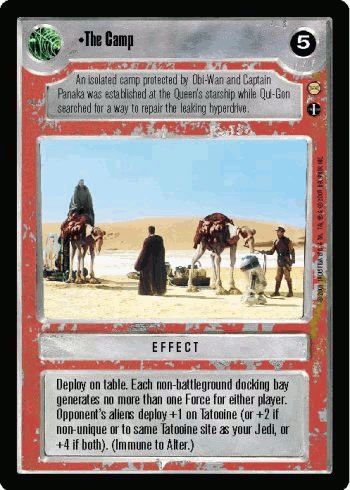 •The Camp
5
An isolated camp protected by Obi-Wan and Captain
Panaka was established at the Queen's starship while Qui-Gon
searched for a way to repair the leaking hyperdrive.
EFFECT
Deploy on table. Each non-battleground docking bay
generates no more than one Force for either player.
Opponent's aliens deploy +1 on Tatooine (or +2 if
non-unique or to same Tatooine site as your Jedi, or
+4 if both). (Immune to Alter.)